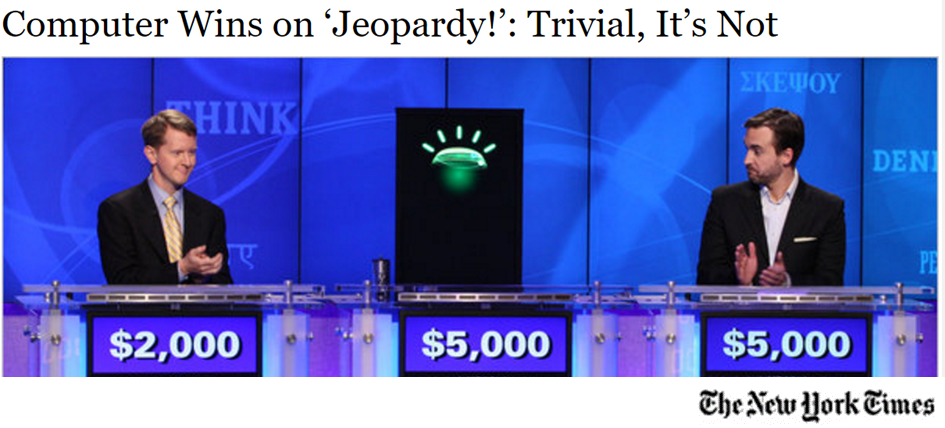 Computer Wins on ‘Jeopardy!’: Trivial, It’s Not
THINK
ΣΚΕΨΟΥ
$2,000
$5,000
$5,000
The New York Times